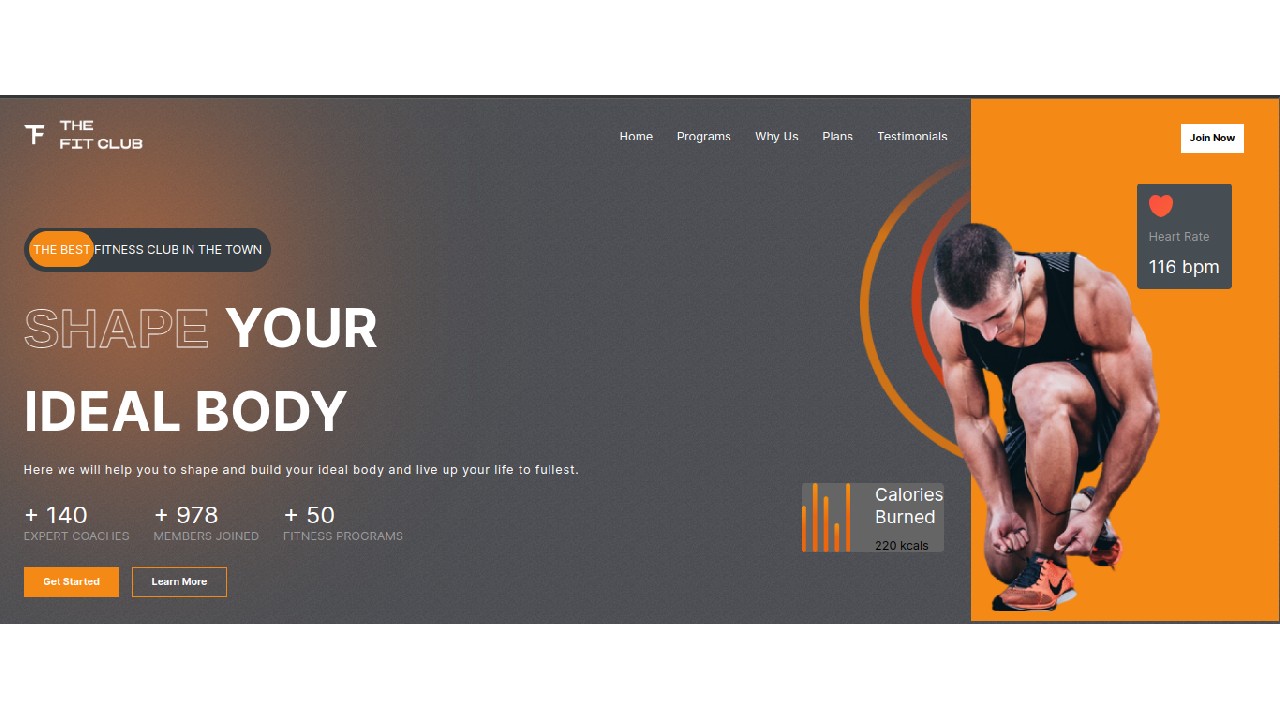 THE
FIT CLUB
Home Programs Why Us Plans Testimonials
Join Now
THE BEST FITNESS CLUB IN THE TOWN
Heart Rate
116 bpm
SHAPE YOUR
IDEAL BODY
Here we will help you to shape and build your ideal body and live up your life to fullest.
+ 140 + 978 + 50
EXPERT COACHES MEMBERS JOINED FITNESS PROGRAMS
Calories
Burned
220 kcals
Get Started Learn More